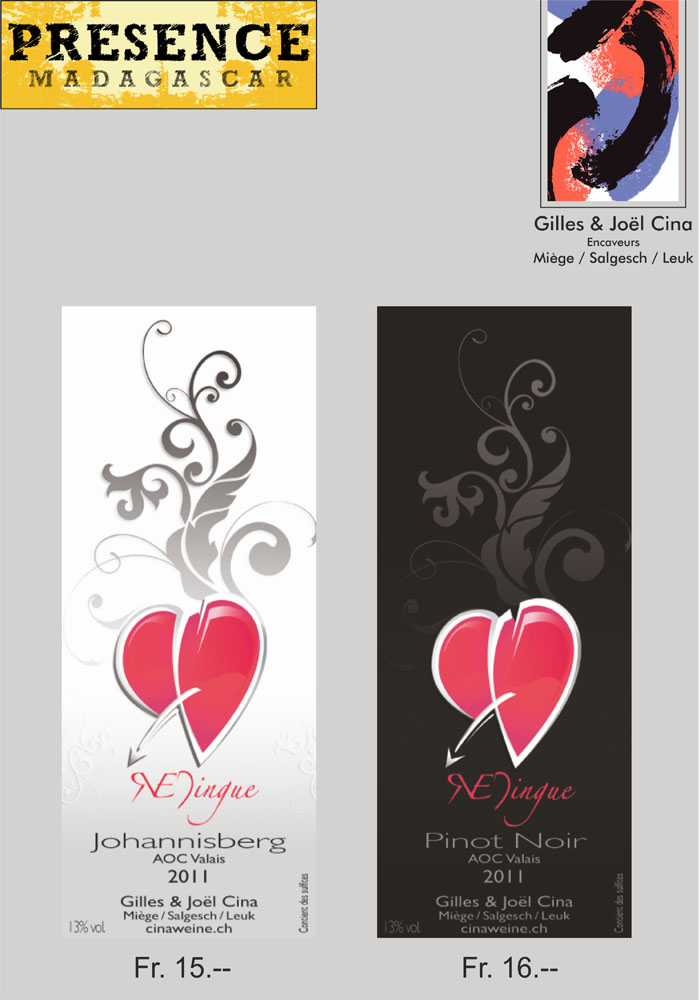 PRESENCE
MADAGASCAR
Gilles & Joël Cina
Encaveurs
Miège / Salgesch / Leuk
Johannisberg
AOC Valais
2011
Gilles & Joël Cina
Miège / Salgesch / Leuk
13% vol
cinaweine.ch
Contient des sulfites
Fr. 15.--
Pinot Noir
AOC Valais
2011
Gilles & Joël Cina
Miège / Salgesch / Leuk
13% vol
cinaweine.ch
Contient des sulfites
Fr. 16.--